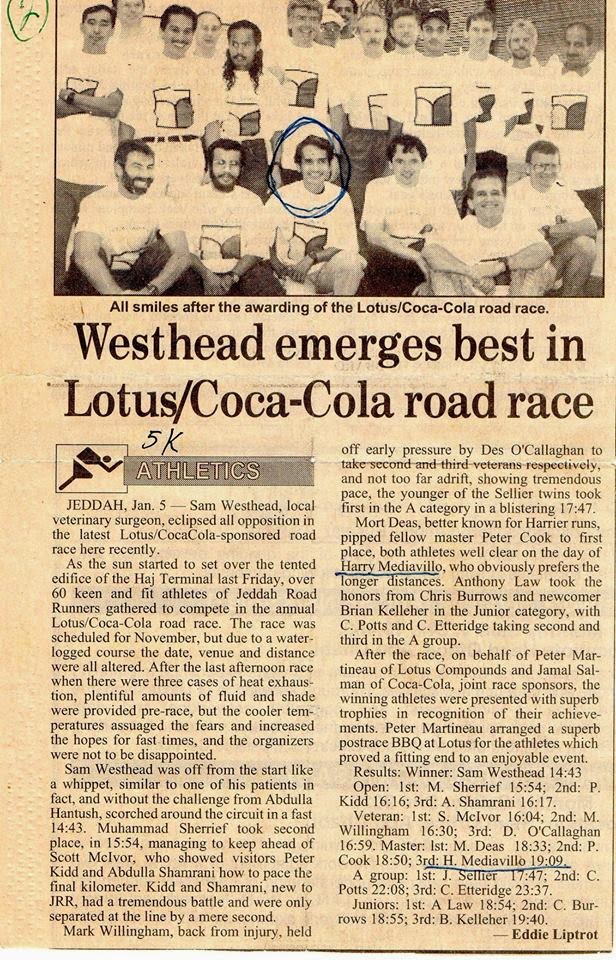 All smiles after the awarding of the Lotus/Coca-Cola road race.
Westhead emerges best in
Lotus/Coca-Cola road race
5K
ATHLETICS
JEDDAH, Jan. 5 — Sam Westhead, local
veterinary surgeon, eclipsed all opposition in
the latest Lotus/CocaCola-sponsored road
race here recently.
As the sun started to set over the tented
edifice of the Haj Terminal last Friday, over
60 keen and fit athletes of Jeddah Road
Runners gathered to compete in the annual
Lotus/Coca-Cola road race. The race was
scheduled for November, but due to a water-
logged course the date, venue and distance
were all altered. After the last afternoon race
when there were three cases of heat exhaus-
tion, plentiful amounts of fluid and shade
were provided pre-race, but the cooler tem-
peratures assuaged the fears and increased
the hopes for fast times, and the organizers
were not to be disappointed.
Sam Westhead was off from the start like
a whippet, similar to one of his patients in
fact, and without the challenge from Abdulla
Hantush, scorched around the circuit in a fast
14:43. Muhammad Sherrief took second
place, in 15:54, managing to keep ahead of
Scott McIvor, who showed visitors Peter
Kidd and Abdulla Shamrani how to pace the
final kilometer. Kidd and Shamrani, new to
JRR, had a tremendous battle and were only
separated at the line by a mere second.
Mark Willingham, back from injury, held
off early pressure by Des O'Callaghan to
take second and third veterans respectively,
and not too far adrift, showing tremendous
pace, the younger of the Sellier twins took
first in the A category in a blistering 17:47.
Mort Deas, better known for Harrier runs,
pipped fellow master Peter Cook to first
place, both athletes well clear on the day of
Harry Mediavillo, who obviously prefers the
longer distances. Anthony Law took the
honors from Chris Burrows and newcomer
Brian Kelleher in the Junior category, with
C. Potts and C. Etteridge taking second and
third in the A group.
After the race, on behalf of Peter Mar-
tineau of Lotus Compounds and Jamal Sal-
man of Coca-Cola, joint race sponsors, the
winning athletes were presented with superb
trophies in recognition of their achieve-
ments. Peter Martineau arranged a superb
postrace BBQ at Lotus for the athletes which
proved a fitting end to an enjoyable event.
Results: Winner: Sam Westhead 14:43
Open: 1st: M. Sherrief 15:54; 2nd: P.
Kidd 16:16; 3rd: A. Shamrani 16:17.
Veteran: 1st: S. McIvor 16:04; 2nd: M.
Willingham 16:30; 3rd: D. O'Callaghan
16:59. Master: 1st: M. Deas 18:33; 2nd: P.
Cook 18:50; 3rd: H. Mediavillo 19:09.
A group: 1st: J. Sellier 17:47; 2nd: C.
Potts 22:08; 3rd: C. Etteridge 23:37.
Juniors: 1st: A Law 18:54; 2nd: C. Bur-
rows 18:55; 3rd: B. Kelleher 19:40.
— Eddie Liptrot